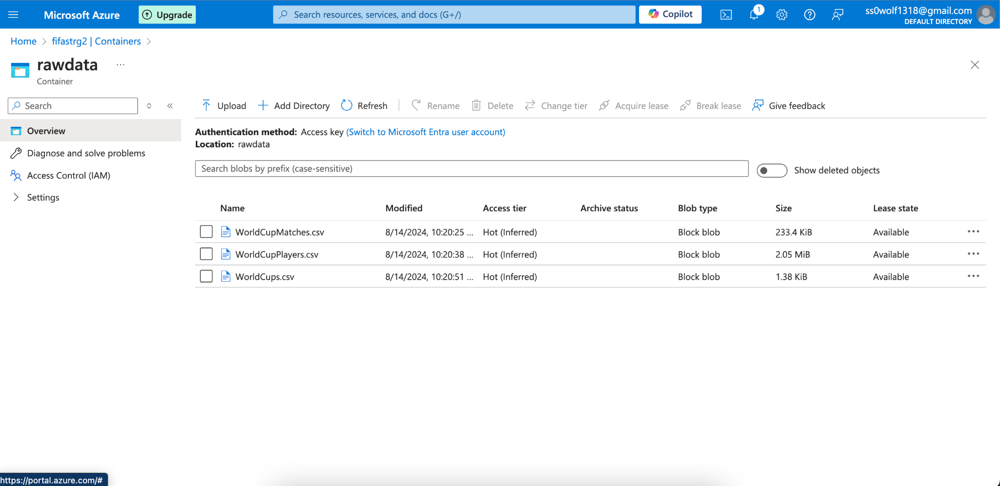 Microsoft Azure
Upgrade
Search resources, services, and docs (G+/)
Copilot
1
ss0wolf1318@gmail.com
DEFAULT DIRECTORY
Home > fifastrg2 | Containers >
rawdata ...
Container
Search
Upload
Add Directory
Refresh
Rename
Delete
Change tier
Acquire lease
Break lease
Give feedback
Overview
Diagnose and solve problems
Access Control (IAM)
Settings
Authentication method: Access key (Switch to Microsoft Entra user account)
Location: rawdata
Search blobs by prefix (case-sensitive)
Show deleted objects
Name Modified Access tier Archive status Blob type Size Lease state
WorldCupMatches.csv 8/14/2024, 10:20:25 ... Hot (Inferred) Block blob 233.4 KiB Available ...
WorldCupPlayers.csv 8/14/2024, 10:20:38 ... Hot (Inferred) Block blob 2.05 MiB Available ...
WorldCups.csv 8/14/2024, 10:20:51 ... Hot (Inferred) Block blob 1.38 KiB Available ...
https://portal.azure.com/#